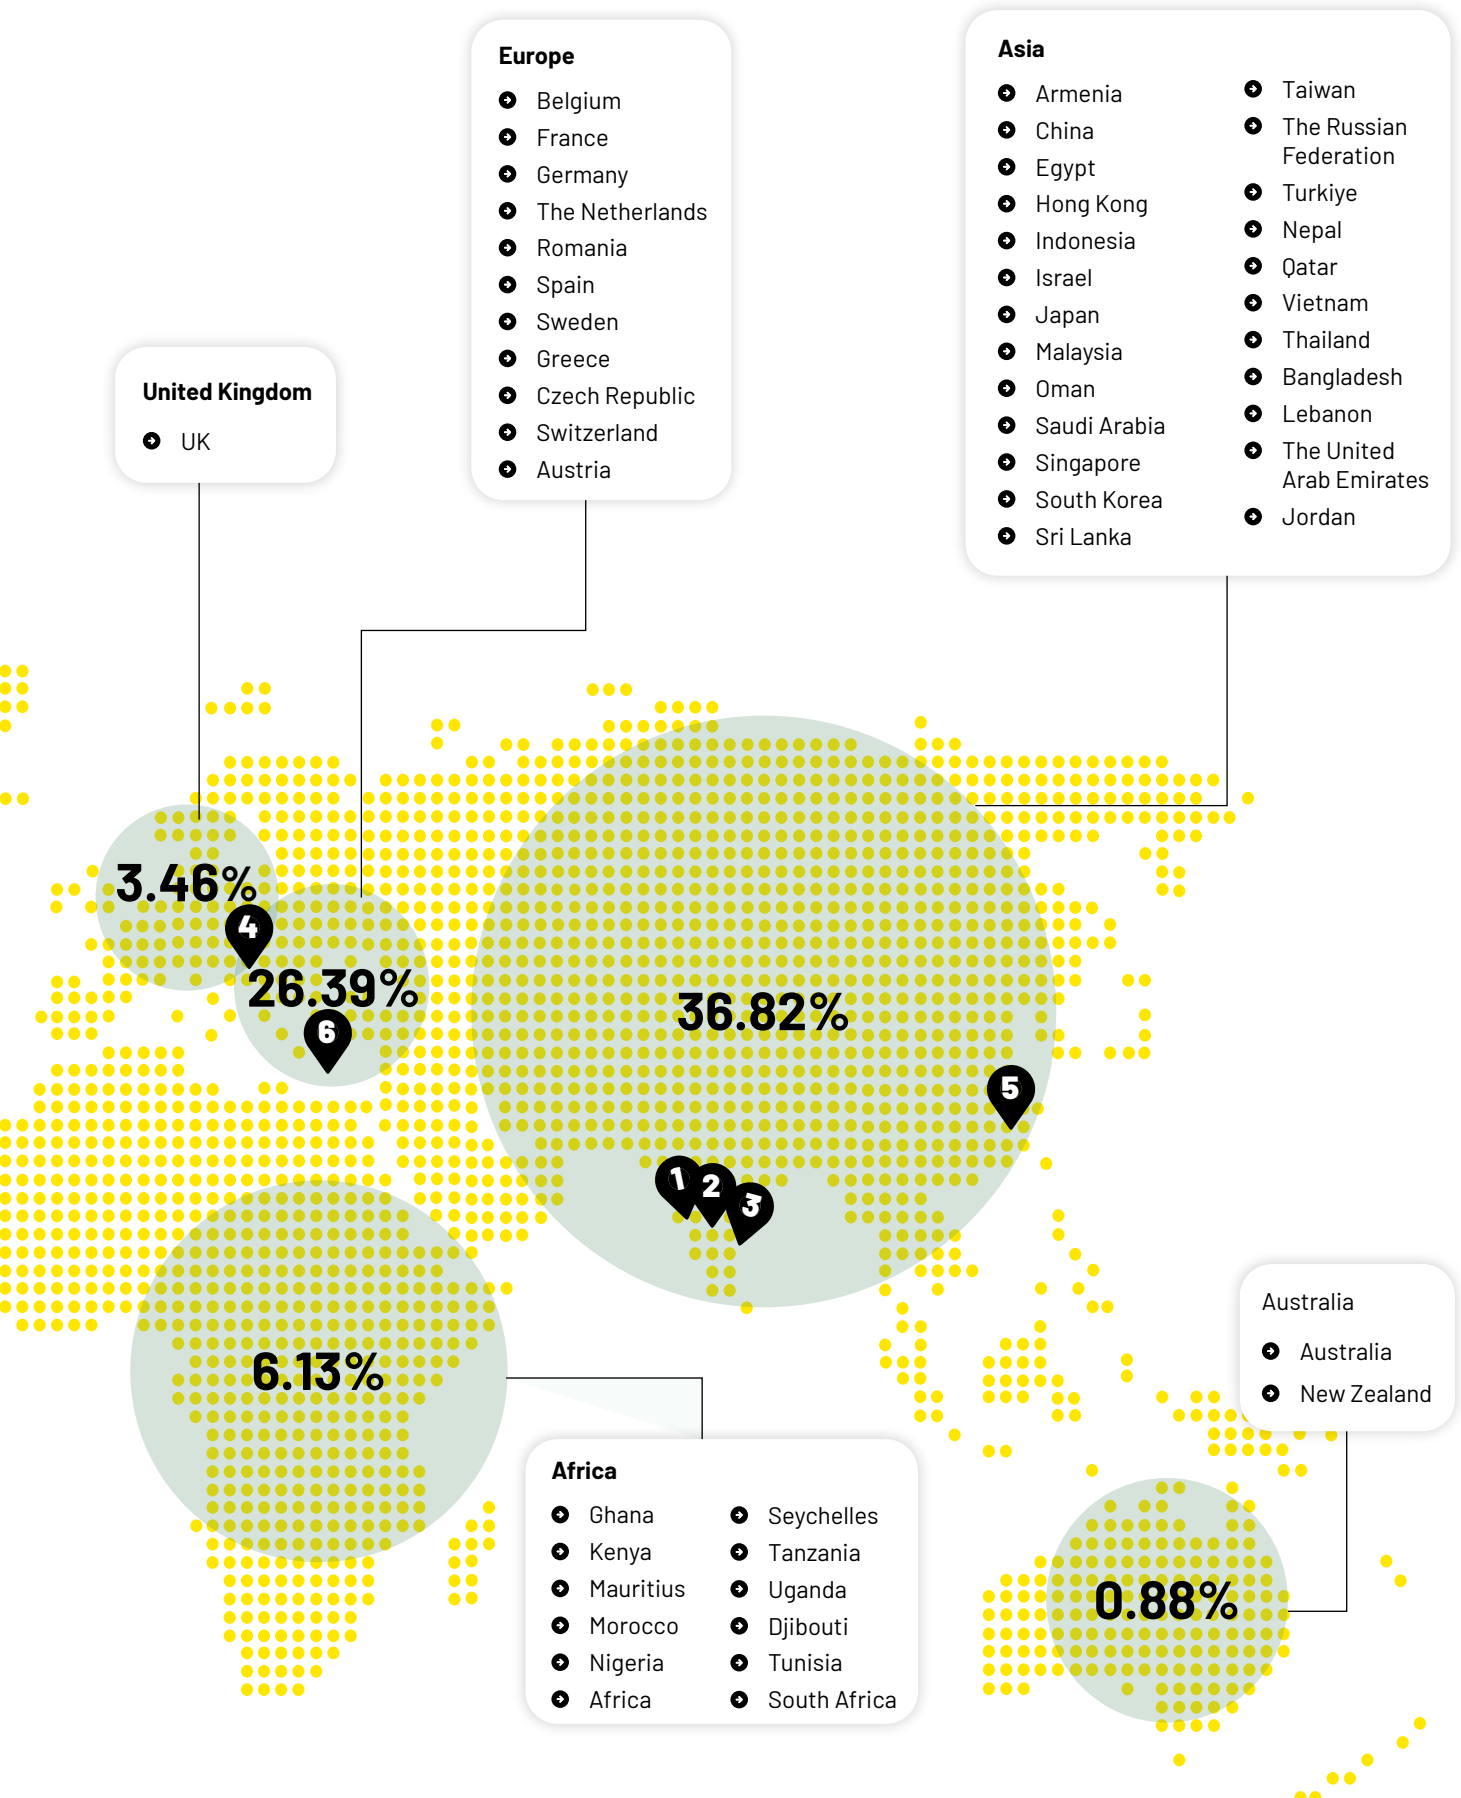 Europe
Belgium
France
Germany
The Netherlands
Romania
Spain
Sweden
Greece
Czech Republic
Switzerland
Austria
Asia
Armenia
China
Egypt
Hong Kong
Indonesia
Israel
Japan
Malaysia
Oman
Saudi Arabia
Singapore
South Korea
Sri Lanka
Taiwan
The Russian
Federation
Turkiye
Nepal
Qatar
Vietnam
Thailand
Bangladesh
Lebanon
The United
Arab Emirates
Jordan
United Kingdom
UK
3.46%
4
26.39%
6
36.82%
5
1
2
3
6.13%
Africa
Ghana
Kenya
Mauritius
Morocco
Nigeria
Africa
Seychelles
Tanzania
Uganda
Djibouti
Tunisia
South Africa
Australia
Australia
New Zealand
0.88%